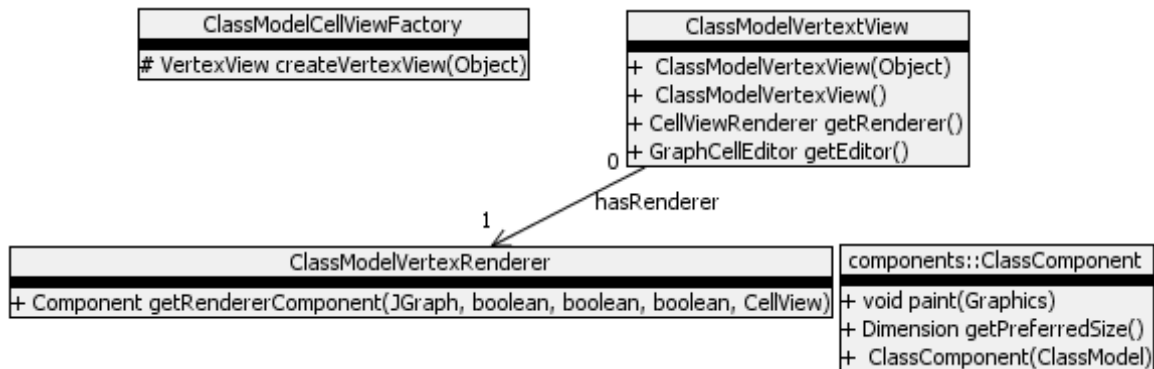 ClassModelCellViewFactory
# VertexView createVertexView(Object)
ClassModelVertextView
+ ClassModelVertexView(Object)
+ ClassModelVertexView()
+ CellViewRenderer getRenderer()
+ GraphCellEditor getEditor()
0
hasRenderer
1
ClassModelVertexRenderer
+ Component getRendererComponent(JGraph, boolean, boolean, boolean, CellView)
components::ClassComponent
+ void paint(Graphics)
+ Dimension getPreferredSize()
+ ClassComponent(ClassModel)